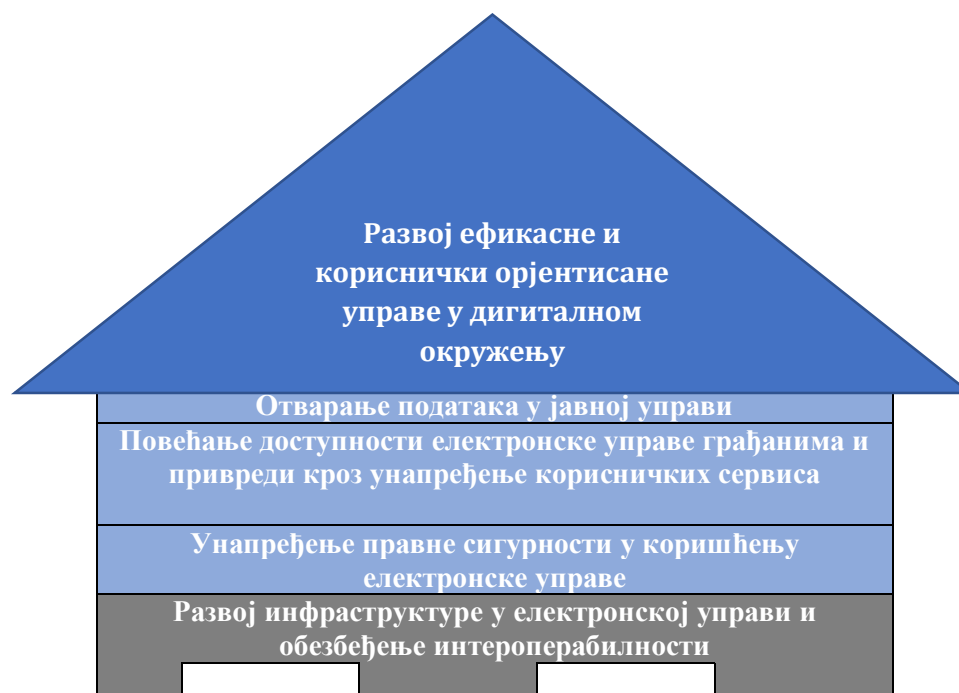 Развој ефикасне и
кориснички орјентисане
управе у дигиталном
окружењу
Отварање података у јавној управи
Повећање доступности електронске управе грађанима и
привреди кроз унапређење корисничких сервиса
Унапређење правне сигурности у коришћењу
електронске управе
Развој инфраструктуре у електронској управи и
обезбеђење интероперабилности